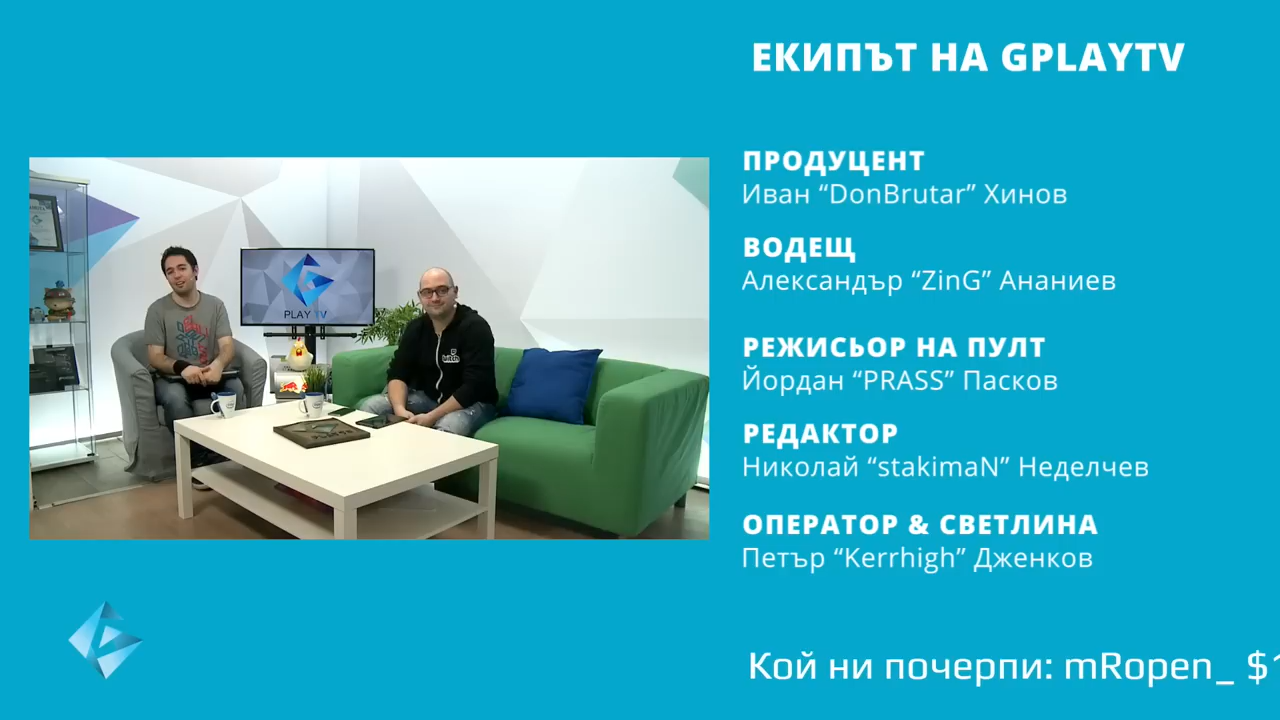 ЕКИПЪТ НА GPLAYTV
ПРОДУЦЕНТ
Иван “DonBrutar” Хинов
ВОДЕЩ
Александър “ZinG” Ананиев
РЕЖИСЬОР НА ПУЛТ
Йордан “PRASS” Пасков
РЕДАКТОР
Николай “stakimaN” Неделчев
ОПЕРАТОР & СВЕТЛИНА
Петър “Kerrhigh” Дженков
PLAY TV
Кой ни почерпи: mRopen_ $1